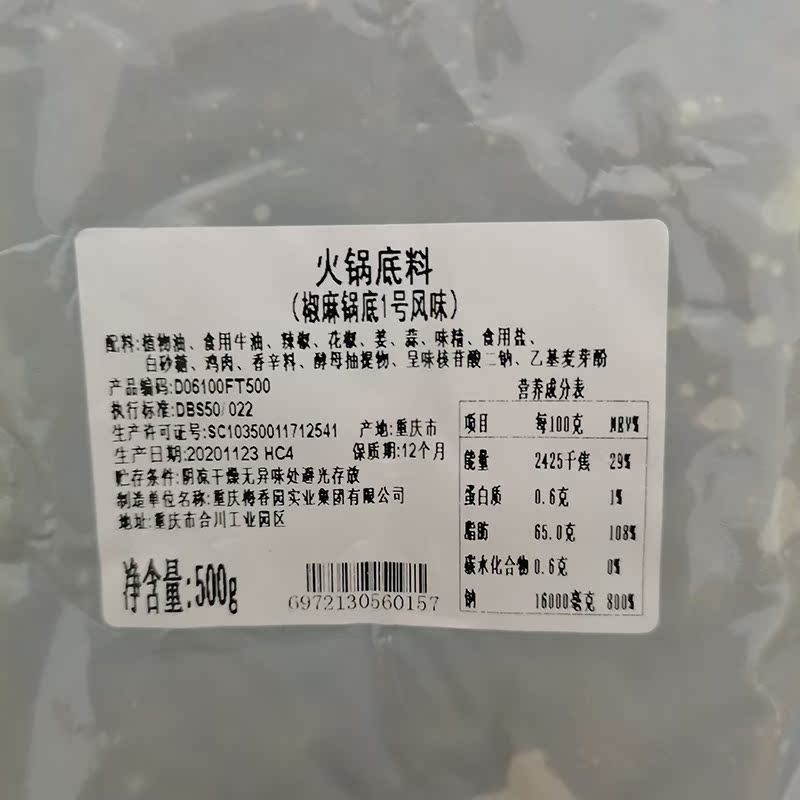 火锅底料
（椒麻锅底1号风味）
配料:植物油、食用牛油、辣椒、花椒、姜、蒜、味精、食用盐、
白砂糖、鸡肉、香辛料、酵母抽提物、呈味核苷酸二钠、乙基麦芽酚
产品编码:D06100FT500
执行标准:DBS50/022
生产许可证号:SC10350011712541 产地:重庆市
生产日期:20201123 HC4 保质期:12个月
贮存条件:阴凉干燥无异味处避光存放
制造单位名称:重庆梅香园实业集团有限公司
地址:重庆市合川工业园区
净含量:500g
6972130560157
营养成分表
项目 每100克 NRV%
能量 2425千焦 29%
蛋白质 0.6克 1%
脂肪 65.0克 108%
碳水化合物 0.6克 0%
钠 16000毫克 800%